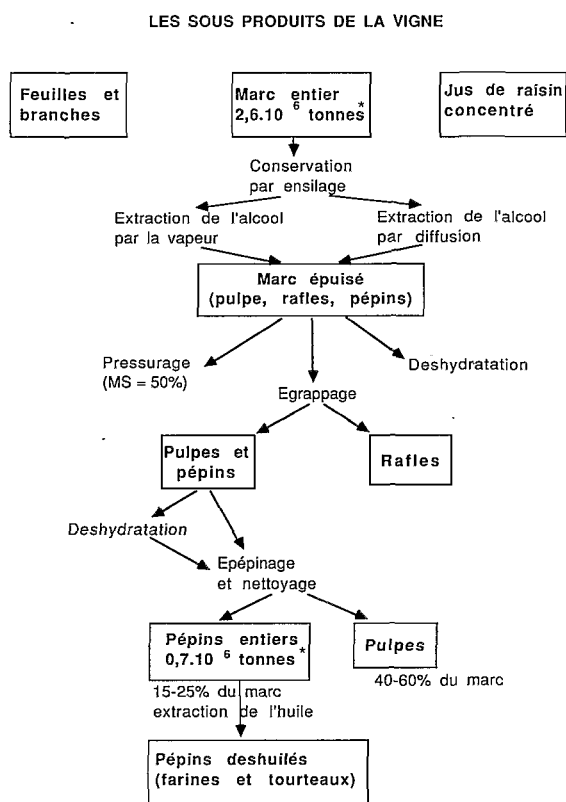 LES SOUS PRODUITS DE LA VIGNE
Feuilles et
branches
Marc entier
2,6.10 6 tonnes*
Jus de raisin
concentré
Conservation
par ensilage
Extraction de l'alcool
par la vapeur
Extraction de l'alcool
par diffusion
Marc épuisé
(pulpe, rafles, pépins)
Pressurage
(MS = 50%)
Deshydratation
Egrappage
Pulpes et
pépins
Rafles
Deshydratation
Epépinage
et nettoyage
Pépins entiers
0,7.10 6 tonnes*
Pulpes
15-25% du marc
extraction de l'huile
40-60% du marc
Pépins deshuilés
(farines et tourteaux)